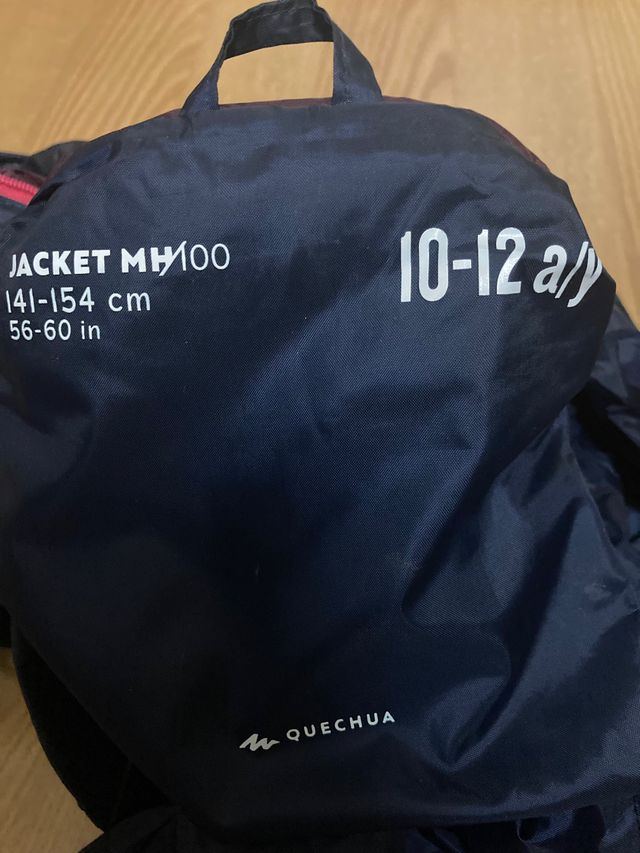 JACKET MH100
141-154 cm
56-60 in
10-12 a/y
QUECHUA